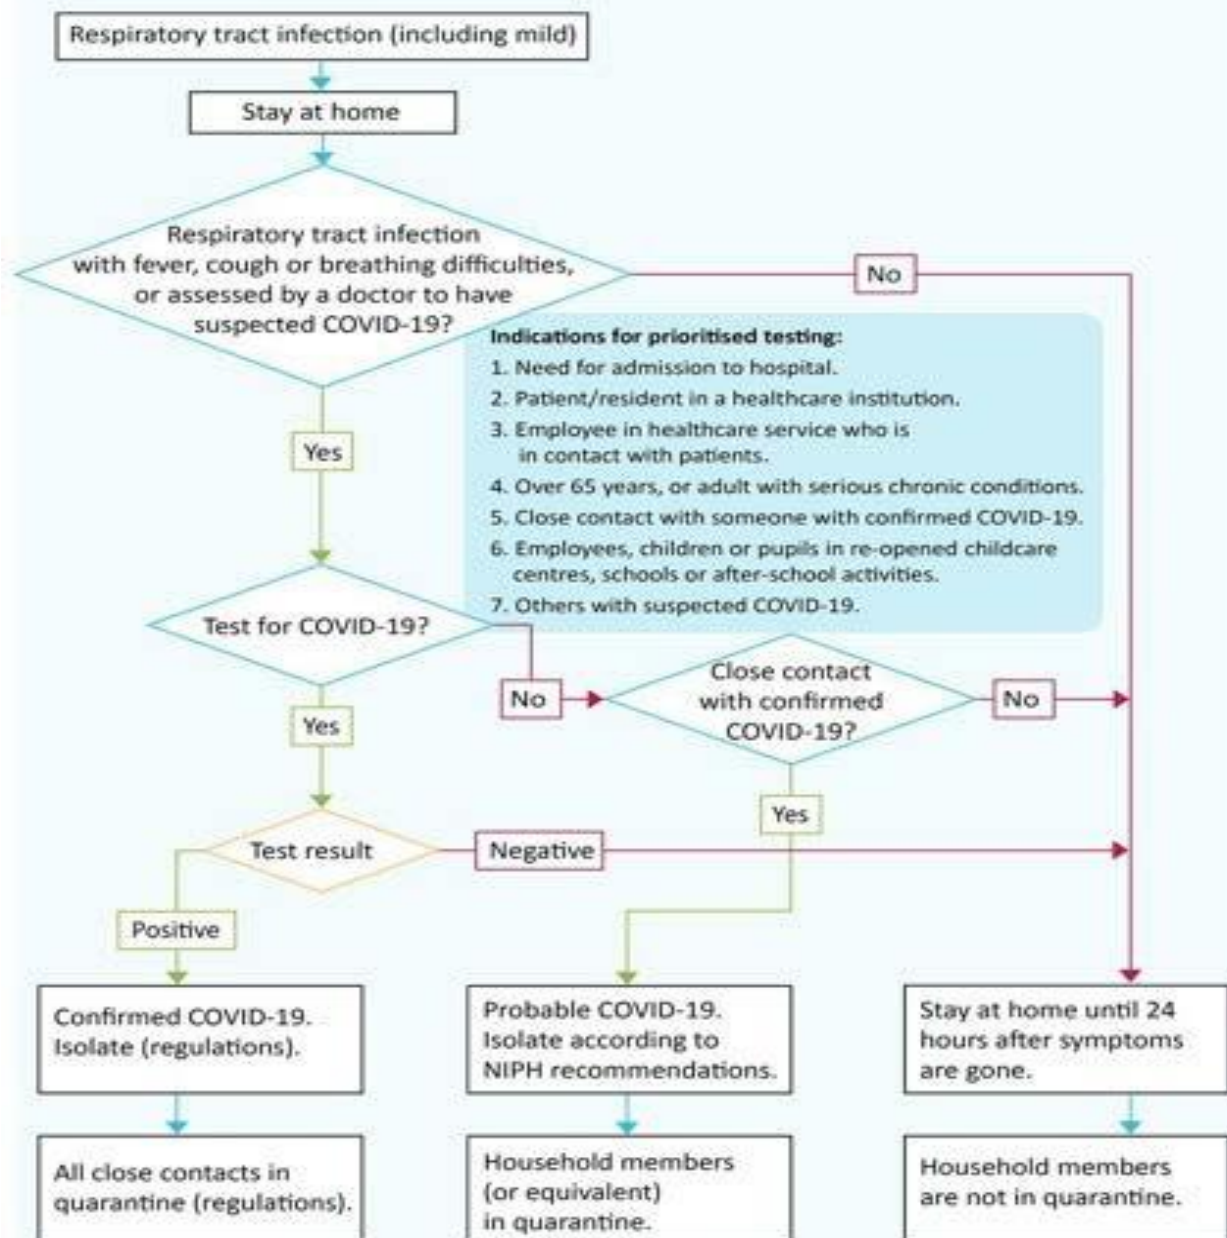 Respiratory tract infection (including mild)
Stay at home
Respiratory tract infection
with fever, cough or breathing difficulties,
or assessed by a doctor to have
suspected COVID-19?
No
Indications for prioritised testing:
1. Need for admission to hospital.
2. Patient/resident in a healthcare institution.
3. Employee in healthcare service who is
in contact with patients.
4. Over 65 years, or adult with serious chronic conditions.
5. Close contact with someone with confirmed COVID-19.
6. Employees, children or pupils in re-opened childcare
centres, schools or after-school activities.
7. Others with suspected COVID-19.
Yes
Test for COVID-19?
No
Close contact
with confirmed
COVID-19?
No
Yes
Yes
Test result
Negative
Positive
Confirmed COVID-19.
Isolate (regulations).
Probable COVID-19.
Isolate according to
NIPH recommendations.
Stay at home until 24
hours after symptoms
are gone.
All close contacts in
quarantine (regulations).
Household members
(or equivalent)
in quarantine.
Household members
are not in quarantine.